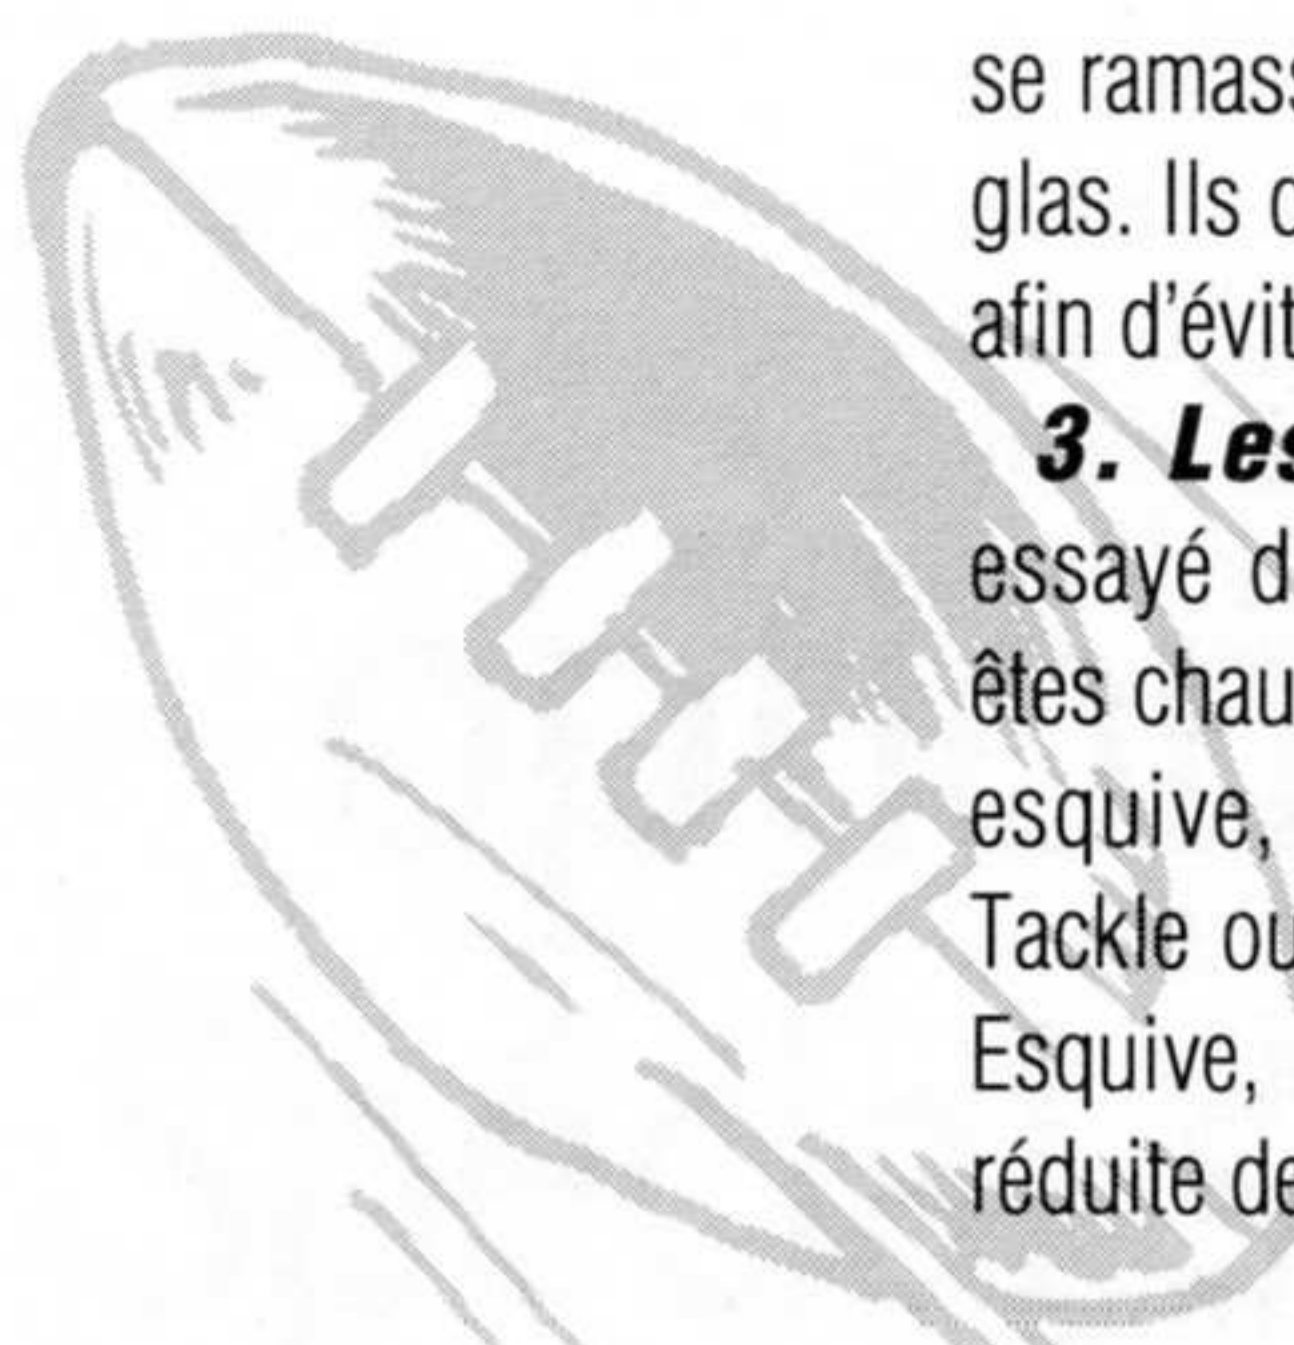 se ramass
glas. Ils
afin d'évit
3. Les
essayé d
êtes chau
esquive,
Tackle ou
Esquive,
réduite de